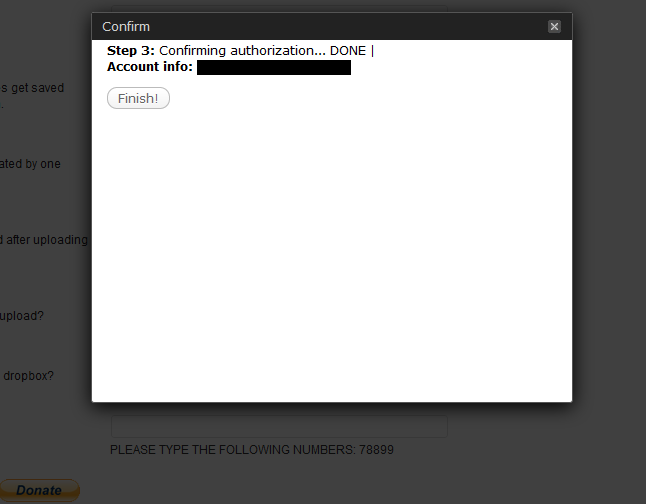 Confirm
Step 3: Confirming authorization... DONE |
Account info:
Finish!
s get saved
.
ated by one
d after uploading
upload?
dropbox?
PLEASE TYPE THE FOLLOWING NUMBERS: 78899
Donate